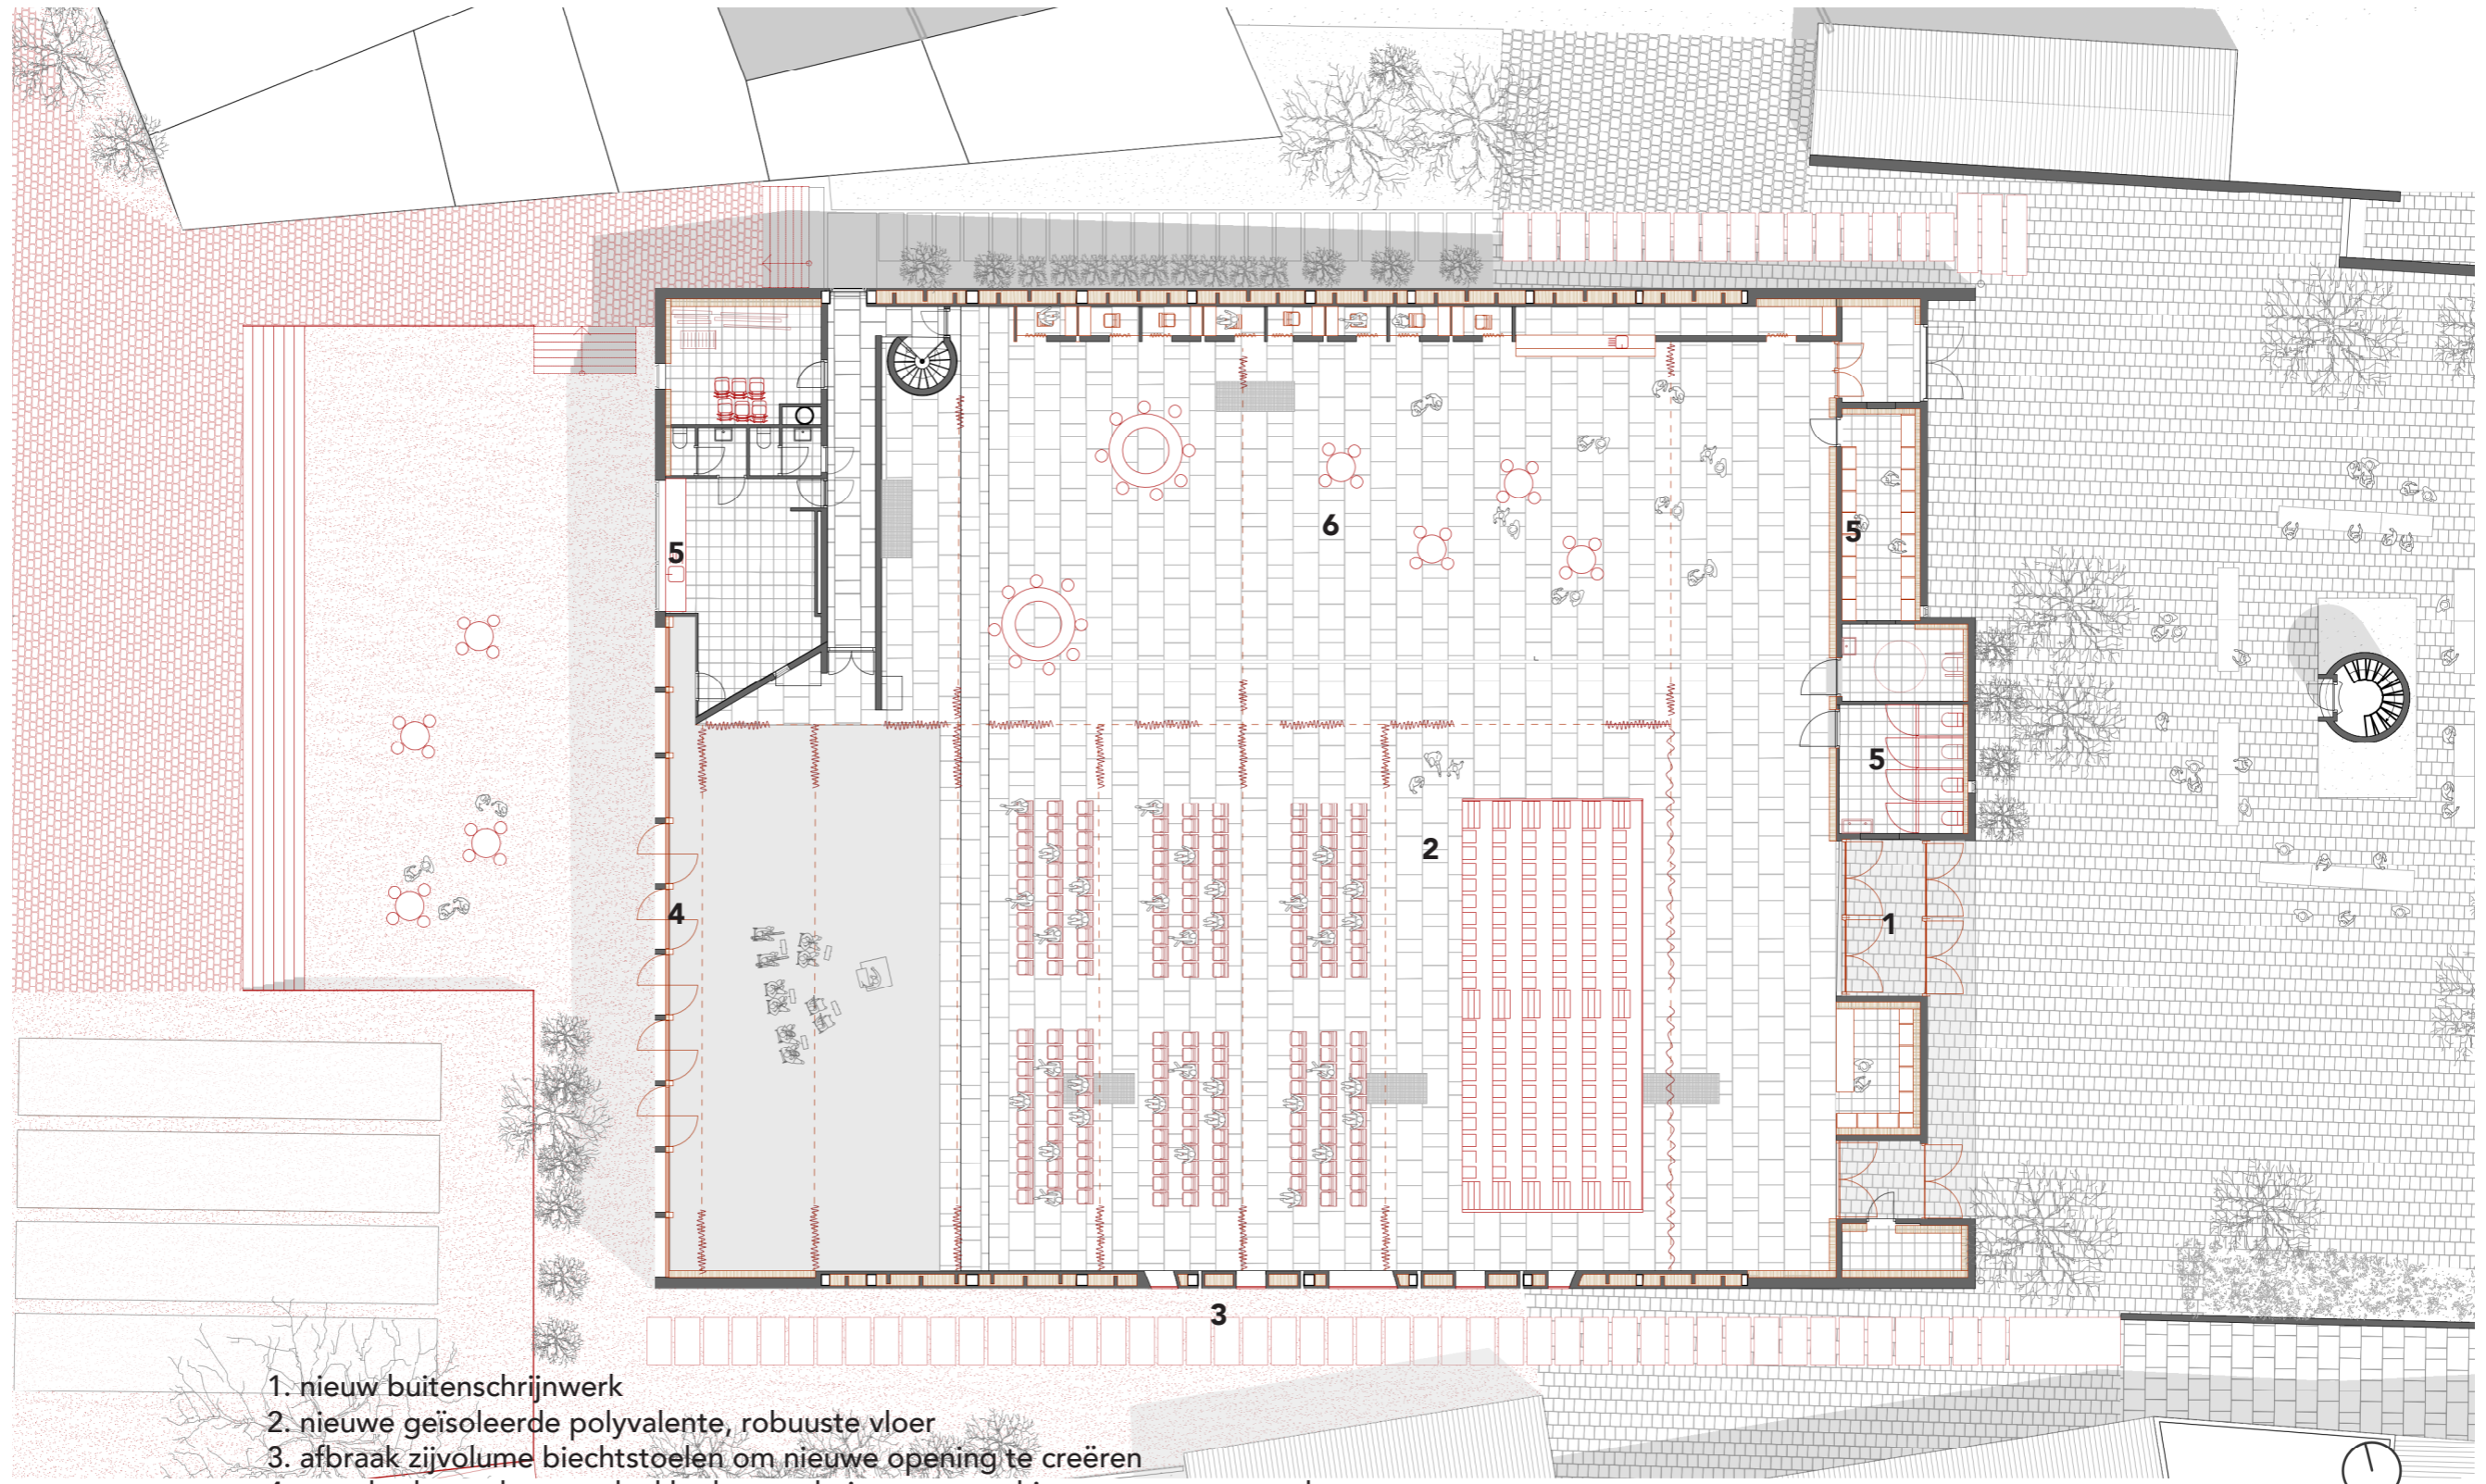 6
5
5
5
2
4
1
3
1. nieuw buitenschrijnwerk
2. nieuwe geïsoleerde polyvalente, robuuste vloer
3. afbraak zijvolume biechtstoelen om nieuwe opening te creëren